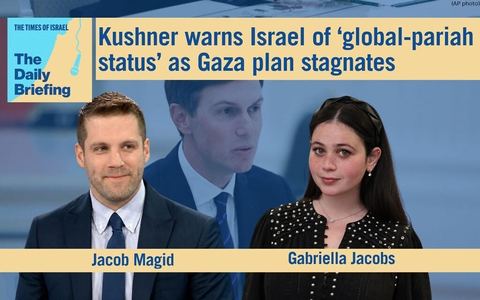 (AP photo)
THE TIMES OF ISRAEL
The
Daily
Briefing
Kushner warns Israel of ‘global-pariah
status’ as Gaza plan stagnates
Jacob Magid
Gabriella Jacobs